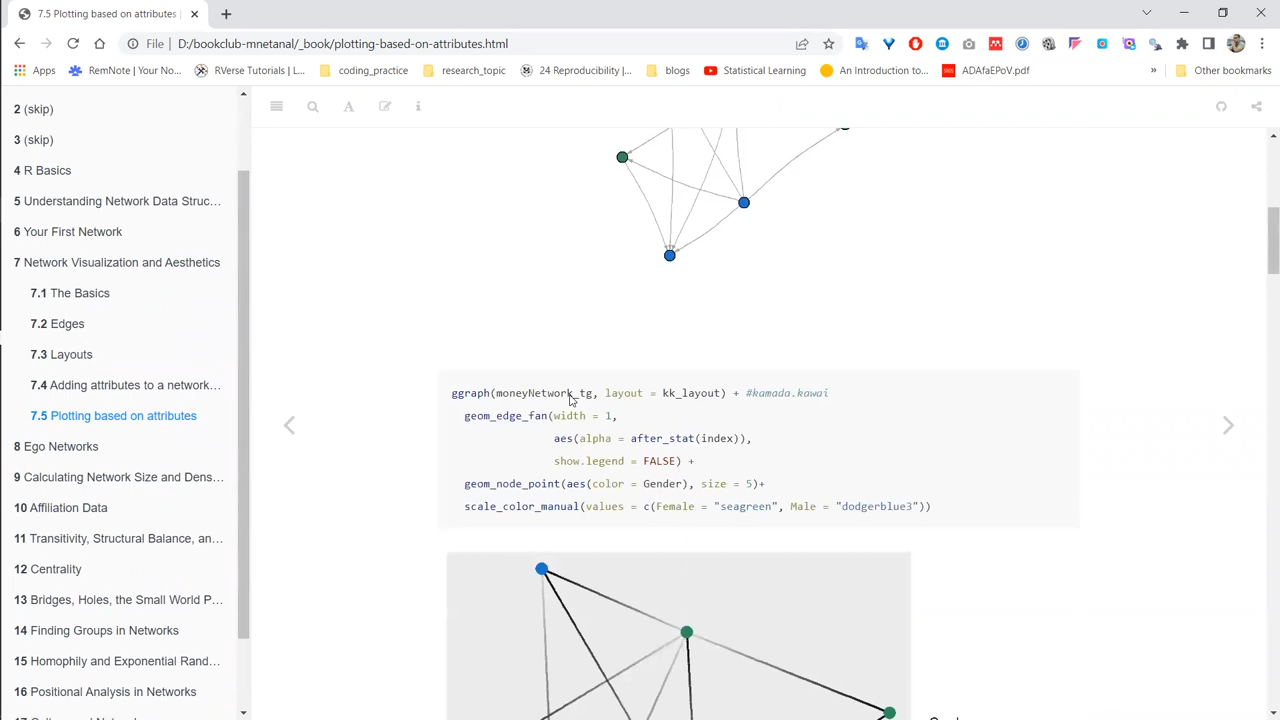 7.5 Plotting based on attributes
File D:/bookclub-mnetanal/_book/plotting-based-on-attributes.html
Apps RemNote | Your No... RVerse Tutorials | L... coding_practice research_topic 24 Reproducibility |... blogs Statistical Learning An Introduction to... ADAfaEPoV.pdf » Other bookmarks
2 (skip)
3 (skip)
4 R Basics
5 Understanding Network Data Struc...
6 Your First Network
7 Network Visualization and Aesthetics
7.1 The Basics
7.2 Edges
7.3 Layouts
7.4 Adding attributes to a network...
7.5 Plotting based on attributes
8 Ego Networks
9 Calculating Network Size and Dens...
10 Affiliation Data
11 Transitivity, Structural Balance, an...
12 Centrality
13 Bridges, Holes, the Small World P...
14 Finding Groups in Networks
15 Homophily and Exponential Rand...
16 Positional Analysis in Networks
ggraph(moneyNetwork_tg, layout = kk_layout) + #kamada.kawai
geom_edge_fan(width = 1,
aes(alpha = after_stat(index)),
show.legend = FALSE) +
geom_node_point(aes(color = Gender), size = 5)+
scale_color_manual(values = c(Female = "seagreen", Male = "dodgerblue3"))